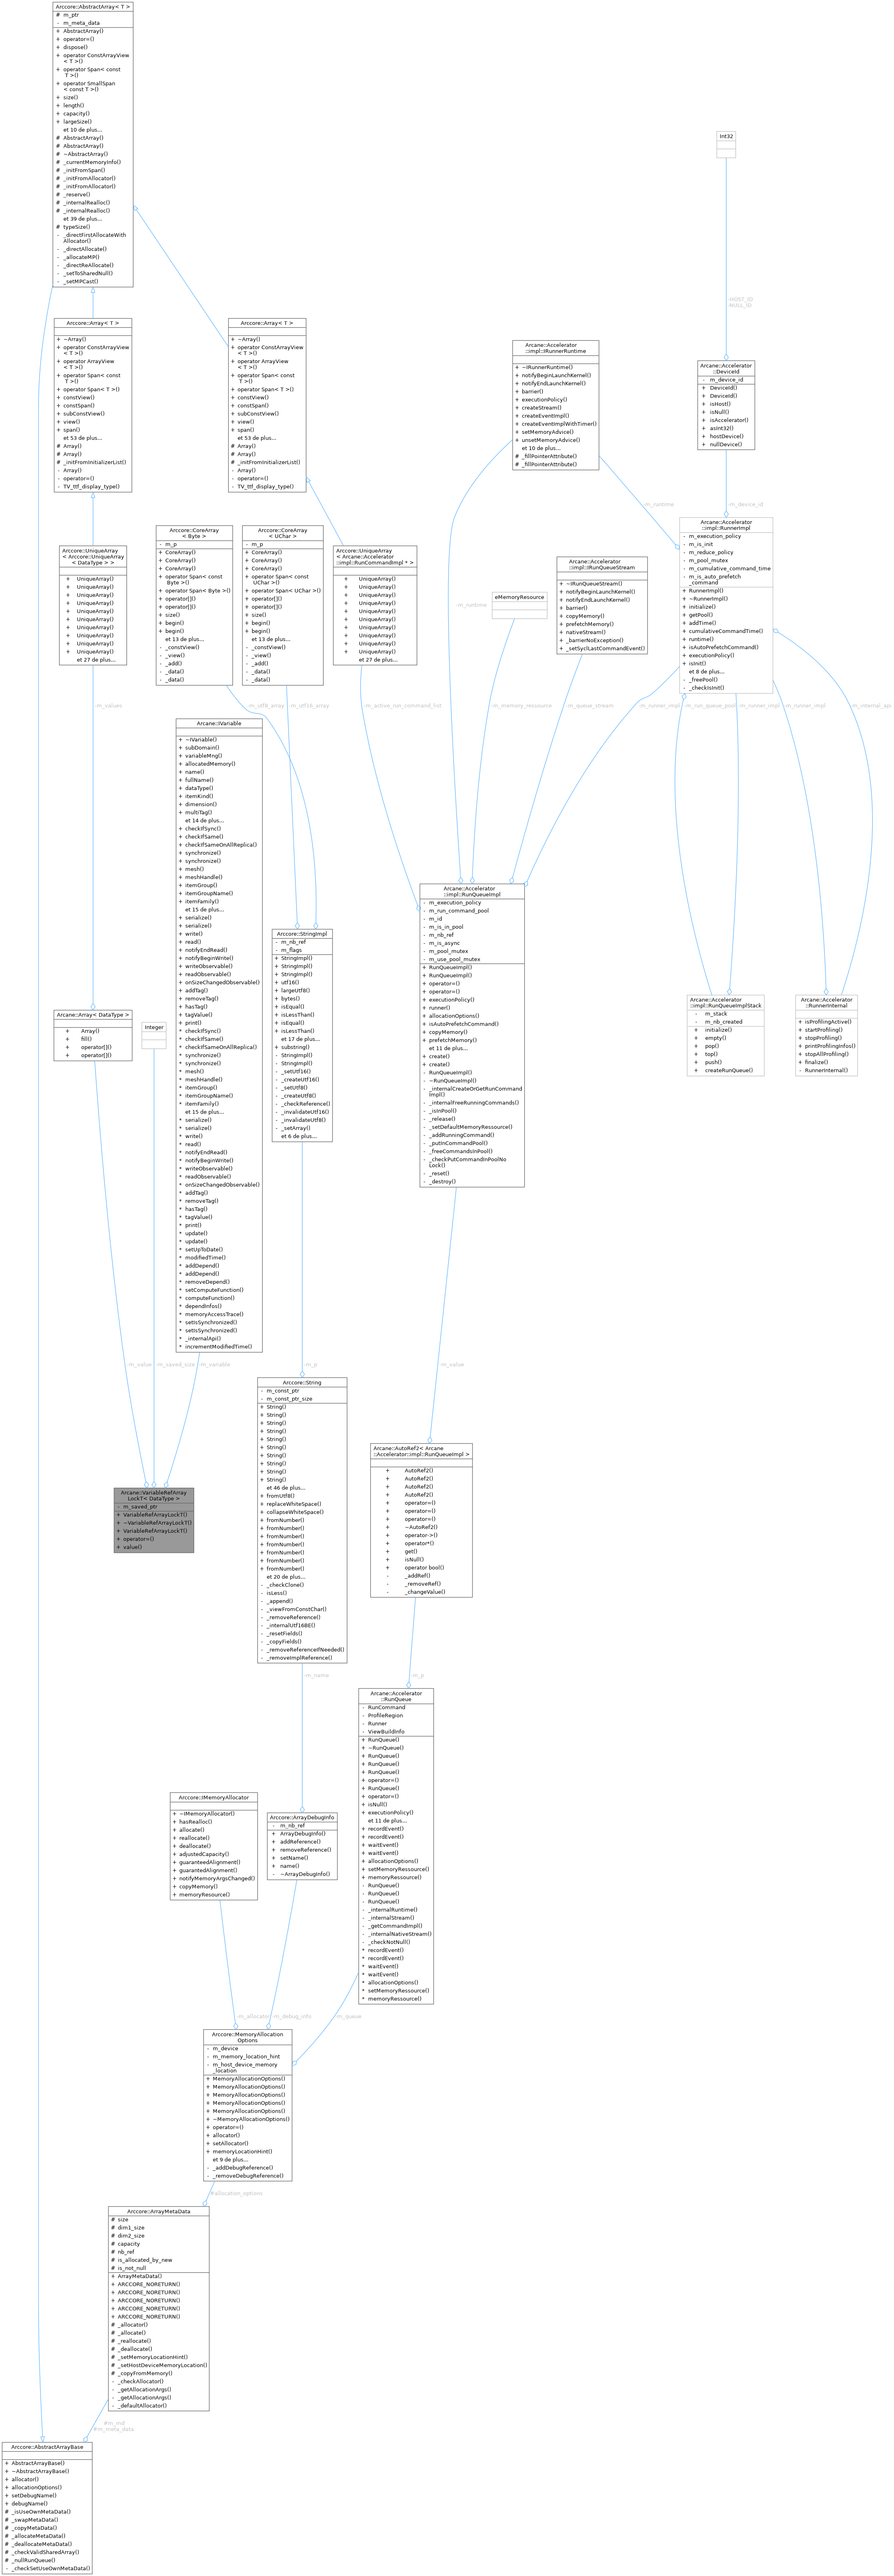 Arccore::AbstractArray< T >
# m_ptr
- m_meta_data
+ AbstractArray()
+ operator=()
+ dispose()
+ operator ConstArrayView
< T >()
+ operator Span< const
T >()
+ operator SmallSpan
< const T >()
+ size()
+ length()
+ capacity()
+ largeSize()
et 10 de plus...
# AbstractArray()
# AbstractArray()
# ~AbstractArray()
# _currentMemoryInfo()
# _initFromSpan()
# _initFromAllocator()
# _initFromAllocator()
# _reserve()
# _internalRealloc()
# _internalRealloc()
et 39 de plus...
# typeSize()
- _directFirstAllocateWith
Allocator()
- _directAllocate()
- _allocateMP()
- _directReAllocate()
- _setToSharedNull()
- _setMPCast()
Int32
-HOST_ID
-NULL_ID
Arccore::Array< T >
+ ~Array()
+ operator ConstArrayView
< T >()
+ operator ArrayView
< T >()
+ operator Span< const
T >()
+ operator Span< T >()
+ constView()
+ constSpan()
+ subConstView()
+ view()
+ span()
et 53 de plus...
# Array()
# Array()
# _initFromInitializerList()
- Array()
- operator=()
- TV_ttf_display_type()
Arccore::Array< T >
+ ~Array()
+ operator ConstArrayView
< T >()
+ operator ArrayView
< T >()
+ operator Span< const
T >()
+ operator Span< T >()
+ constView()
+ constSpan()
+ subConstView()
+ view()
+ span()
et 53 de plus...
# Array()
# Array()
# _initFromInitializerList()
- Array()
- operator=()
- TV_ttf_display_type()
Arcane::Accelerator
::impl::IRunnerRuntime
+ ~IRunnerRuntime()
+ notifyBeginLaunchKernel()
+ notifyEndLaunchKernel()
+ barrier()
+ executionPolicy()
+ createStream()
+ createEventImpl()
+ createEventImplWithTimer()
+ setMemoryAdvice()
+ unsetMemoryAdvice()
et 10 de plus...
# _fillPointerAttribute()
# _fillPointerAttribute()
Arcane::Accelerator
::DeviceId
- m_device_id
+ DeviceId()
+ DeviceId()
+ isHost()
+ isNull()
+ isAccelerator()
+ asInt32()
+ hostDevice()
+ nullDevice()
-m_runtime
-m_device_id
Arccore::UniqueArray
< Arccore::UniqueArray
< DataType > >
+ UniqueArray()
+ UniqueArray()
+ UniqueArray()
+ UniqueArray()
+ UniqueArray()
+ UniqueArray()
+ UniqueArray()
+ UniqueArray()
+ UniqueArray()
+ UniqueArray()
et 27 de plus...
Arccore::CoreArray
< Byte >
- m_p
+ CoreArray()
+ CoreArray()
+ CoreArray()
+ operator Span< const
Byte >()
+ operator Span< Byte >()
+ operator[]()
+ operator[]()
+ size()
+ begin()
+ begin()
et 13 de plus...
- _constView()
- _view()
- _add()
- _data()
- _data()
Arccore::CoreArray
< UChar >
- m_p
+ CoreArray()
+ CoreArray()
+ CoreArray()
+ operator Span< const
UChar >()
+ operator Span< UChar >()
+ operator[]()
+ operator[]()
+ size()
+ begin()
+ begin()
et 13 de plus...
- _constView()
- _view()
- _add()
- _data()
- _data()
Arccore::UniqueArray
< Arcane::Accelerator
::impl::RunCommandImpl * >
+ UniqueArray()
+ UniqueArray()
+ UniqueArray()
+ UniqueArray()
+ UniqueArray()
+ UniqueArray()
+ UniqueArray()
+ UniqueArray()
+ UniqueArray()
+ UniqueArray()
et 27 de plus...
-m_runtime
eMemoryResource
Arcane::Accelerator
::impl::IRunQueueStream
+ ~IRunQueueStream()
+ notifyBeginLaunchKernel()
+ notifyEndLaunchKernel()
+ barrier()
+ copyMemory()
+ prefetchMemory()
+ nativeStream()
+ _barrierNoException()
+ _setSyclLastCommandEvent()
Arcane::Accelerator
::impl::RunnerImpl
- m_execution_policy
- m_is_init
- m_reduce_policy
- m_pool_mutex
- m_cumulative_command_time
- m_is_auto_prefetch
_command
+ RunnerImpl()
+ ~RunnerImpl()
+ initialize()
+ getPool()
+ addTime()
+ cumulativeCommandTime()
+ runtime()
+ isAutoPrefetchCommand()
+ executionPolicy()
+ isInit()
et 8 de plus...
- _freePool()
- _checkIsInit()
-m_values
-m_utf8_array
-m_utf16_array
-m_active_run_command_list
-m_memory_ressource
-m_queue_stream
-m_runner_impl
-m_run_queue_pool
-m_runner_impl
-m_runner_impl
-m_internal_api
Arcane::IVariable
+ ~IVariable()
+ subDomain()
+ variableMng()
+ allocatedMemory()
+ name()
+ fullName()
+ dataType()
+ itemKind()
+ dimension()
+ multiTag()
et 14 de plus...
+ checkIfSync()
+ checkIfSame()
+ checkIfSameOnAllReplica()
+ synchronize()
+ synchronize()
+ mesh()
+ meshHandle()
+ itemGroup()
+ itemGroupName()
+ itemFamily()
et 15 de plus...
+ serialize()
+ serialize()
+ write()
+ read()
+ notifyEndRead()
+ notifyBeginWrite()
+ writeObservable()
+ readObservable()
+ onSizeChangedObservable()
+ addTag()
+ removeTag()
+ hasTag()
+ tagValue()
+ print()
* checkIfSync()
* checkIfSame()
* checkIfSameOnAllReplica()
* synchronize()
* synchronize()
* mesh()
* meshHandle()
* itemGroup()
* itemGroupName()
* itemFamily()
et 15 de plus...
* serialize()
* serialize()
* write()
* read()
* notifyEndRead()
* notifyBeginWrite()
* writeObservable()
* readObservable()
* onSizeChangedObservable()
* addTag()
* removeTag()
* hasTag()
* tagValue()
* print()
* update()
* update()
* setUpToDate()
* modifiedTime()
* addDepend()
* addDepend()
* removeDepend()
* setComputeFunction()
* computeFunction()
* dependInfos()
* memoryAccessTrace()
* setIsSynchronized()
* setIsSynchronized()
* _internalApi()
* incrementModifiedTime()
Arccore::StringImpl
- m_nb_ref
- m_flags
+ StringImpl()
+ StringImpl()
+ StringImpl()
+ utf16()
+ largeUtf8()
+ bytes()
+ isEqual()
+ isLessThan()
+ isEqual()
+ isLessThan()
et 17 de plus...
+ substring()
- StringImpl()
- StringImpl()
- _setUtf16()
- _createUtf16()
- _setUtf8()
- _createUtf8()
- _checkReference()
- _invalidateUtf16()
- _invalidateUtf8()
- _setArray()
et 6 de plus...
Arcane::Accelerator
::impl::RunQueueImpl
- m_execution_policy
- m_run_command_pool
- m_id
- m_is_in_pool
- m_nb_ref
- m_is_async
- m_pool_mutex
- m_use_pool_mutex
+ RunQueueImpl()
+ RunQueueImpl()
+ operator=()
+ operator=()
+ executionPolicy()
+ runner()
+ allocationOptions()
+ isAutoPrefetchCommand()
+ copyMemory()
+ prefetchMemory()
et 11 de plus...
+ create()
+ create()
- RunQueueImpl()
- ~RunQueueImpl()
- _internalCreateOrGetRunCommand
Impl()
- _internalFreeRunningCommands()
- _isInPool()
- _release()
- _setDefaultMemoryRessource()
- _addRunningCommand()
- _putInCommandPool()
- _freeCommandsInPool()
- _checkPutCommandInPoolNo
Lock()
- _reset()
- _destroy()
Arcane::Accelerator
::impl::RunQueueImplStack
- m_stack
- m_nb_created
+ initialize()
+ empty()
+ pop()
+ top()
+ push()
+ createRunQueue()
Arcane::Accelerator
::RunnerInternal
+ isProfilingActive()
+ startProfiling()
+ stopProfiling()
+ printProfilingInfos()
+ stopAllProfiling()
+ finalize()
- RunnerInternal()
Arccore::Array< DataType >
+ Array()
+ fill()
+ operator[]()
+ operator[]()
Integer
-m_value
-m_saved_size
-m_variable
-m_p
-m_value
Arcane::VariableRefArray
LockT< DataType >
- m_saved_ptr
+ VariableRefArrayLockT()
+ ~VariableRefArrayLockT()
+ VariableRefArrayLockT()
+ operator=()
+ value()
Arccore::String
- m_const_ptr
- m_const_ptr_size
+ String()
+ String()
+ String()
+ String()
+ String()
+ String()
+ String()
+ String()
+ String()
+ String()
et 46 de plus...
+ fromUtf8()
+ replaceWhiteSpace()
+ collapseWhiteSpace()
+ fromNumber()
+ fromNumber()
+ fromNumber()
+ fromNumber()
+ fromNumber()
+ fromNumber()
+ fromNumber()
et 20 de plus...
- _checkClone()
- isLess()
- _append()
- _viewFromConstChar()
- _removeReference()
- _internalUtf16BE()
- _resetFields()
- _copyFields()
- _removeReferenceIfNeeded()
- _removeImplReference()
Arcane::AutoRef2< Arcane
::Accelerator::impl::RunQueueImpl >
+ AutoRef2()
+ AutoRef2()
+ AutoRef2()
+ AutoRef2()
+ operator=()
+ operator=()
+ operator=()
+ ~AutoRef2()
+ operator->()
+ operator*()
+ get()
+ isNull()
+ operator bool()
- _addRef()
- _removeRef()
- _changeValue()
-m_name
-m_p
Arccore::IMemoryAllocator
+ ~IMemoryAllocator()
+ hasRealloc()
+ allocate()
+ reallocate()
+ deallocate()
+ adjustedCapacity()
+ guaranteedAlignment()
+ guarantedAlignment()
+ notifyMemoryArgsChanged()
+ copyMemory()
+ memoryResource()
Arccore::ArrayDebugInfo
- m_nb_ref
+ ArrayDebugInfo()
+ addReference()
+ removeReference()
+ setName()
+ name()
- ~ArrayDebugInfo()
Arcane::Accelerator
::RunQueue
- RunCommand
- ProfileRegion
- Runner
- ViewBuildInfo
+ RunQueue()
+ ~RunQueue()
+ RunQueue()
+ RunQueue()
+ RunQueue()
+ operator=()
+ RunQueue()
+ operator=()
+ isNull()
+ executionPolicy()
et 11 de plus...
+ recordEvent()
+ recordEvent()
+ waitEvent()
+ waitEvent()
+ allocationOptions()
+ setMemoryRessource()
+ memoryRessource()
- RunQueue()
- RunQueue()
- RunQueue()
- _internalRuntime()
- _internalStream()
- _getCommandImpl()
- _internalNativeStream()
- _checkNotNull()
* recordEvent()
* recordEvent()
* waitEvent()
* waitEvent()
* allocationOptions()
* setMemoryRessource()
* memoryRessource()
-m_allocator
-m_debug_info
-m_queue
Arccore::MemoryAllocation
Options
- m_device
- m_memory_location_hint
- m_host_device_memory
_location
+ MemoryAllocationOptions()
+ MemoryAllocationOptions()
+ MemoryAllocationOptions()
+ MemoryAllocationOptions()
+ MemoryAllocationOptions()
+ ~MemoryAllocationOptions()
+ operator=()
+ allocator()
+ setAllocator()
+ memoryLocationHint()
et 9 de plus...
- _addDebugReference()
- _removeDebugReference()
#allocation_options
Arccore::ArrayMetaData
# size
# dim1_size
# dim2_size
# capacity
# nb_ref
# is_allocated_by_new
# is_not_null
+ ArrayMetaData()
+ ARCCORE_NORETURN()
+ ARCCORE_NORETURN()
+ ARCCORE_NORETURN()
+ ARCCORE_NORETURN()
+ ARCCORE_NORETURN()
# _allocator()
# _allocate()
# _reallocate()
# _deallocate()
# _setMemoryLocationHint()
# _setHostDeviceMemoryLocation()
# _copyFromMemory()
- _checkAllocator()
- _getAllocationArgs()
- _getAllocationArgs()
- _defaultAllocator()
#m_md
#m_meta_data
Arccore::AbstractArrayBase
+ AbstractArrayBase()
+ ~AbstractArrayBase()
+ allocator()
+ allocationOptions()
+ setDebugName()
+ debugName()
# _isUseOwnMetaData()
# _swapMetaData()
# _copyMetaData()
# _allocateMetaData()
# _deallocateMetaData()
# _checkValidSharedArray()
# _nullRunQueue()
- _checkSetUseOwnMetaData()